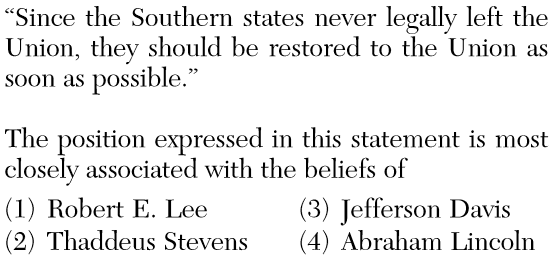 “Since the Southern states never legally left the
Union, they should be restored to the Union as
soon as possible.”
The position expressed in this statement is most
closely associated with the beliefs of
(1) Robert E. Lee (3) Jefferson Davis
(2) Thaddeus Stevens (4) Abraham Lincoln